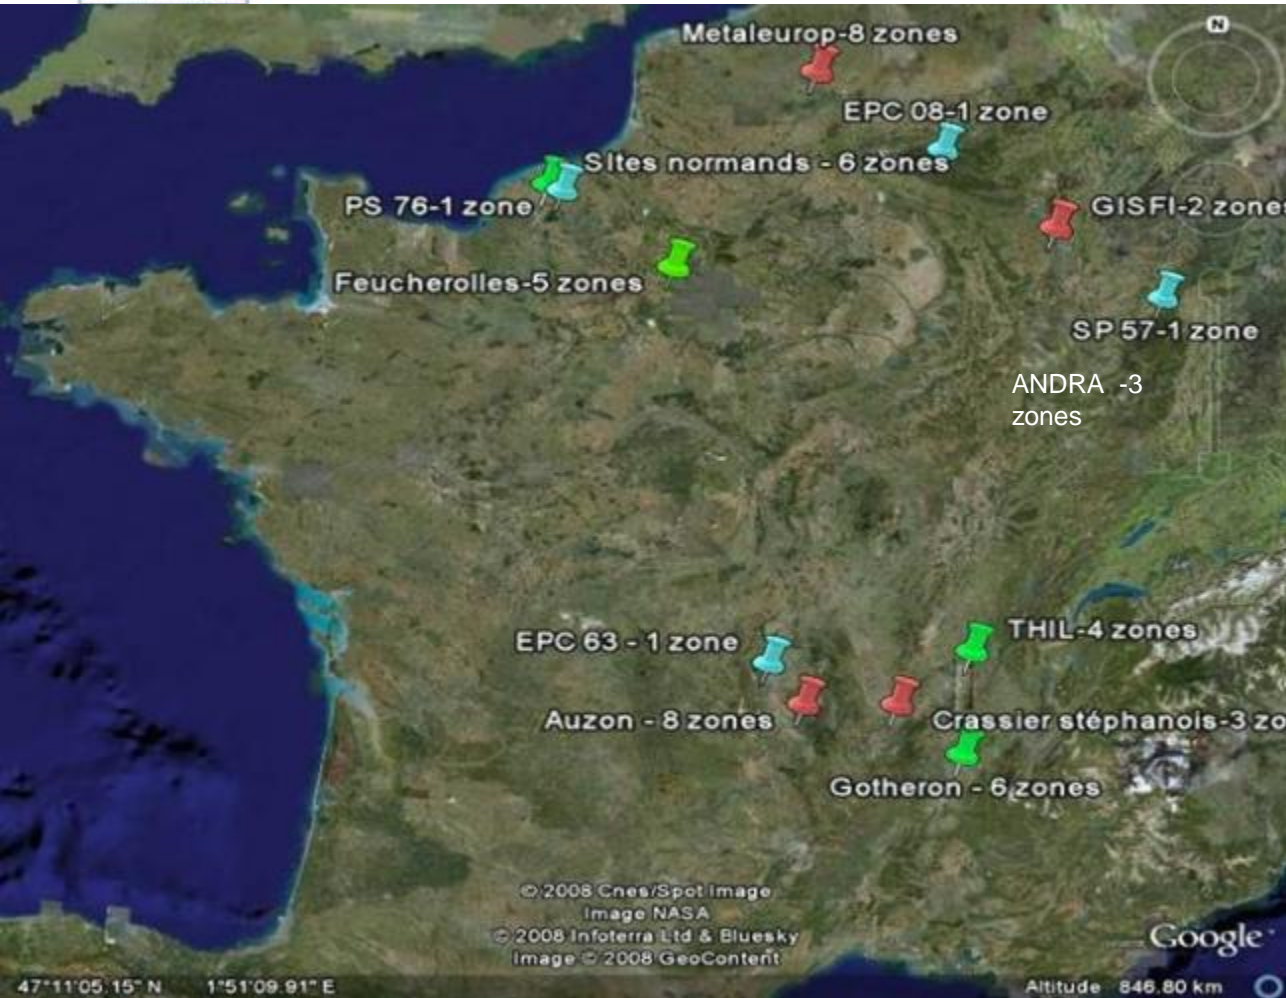 N
Metaleurop-8 zones
EPC 08-1 zone
SItes normands - 6 zones
PS 76-1 zone
GISFI-2 zones
Feucherolles-5 zones
SP 57-1 zone
ANDRA -3
zones
THIL-4 zones
EPC 63 - 1 zone
Auzon - 8 zones
Crassier stéphanois-3 zo
Gotheron - 6 zones
© 2008 Cnes/Spot Image
Image NASA
© 2008 Infoterra Ltd & Bluesky
Image © 2008 GeoContent
Google
47°11'05.15" N 1°51'09.91" E
Altitude 846.80 km